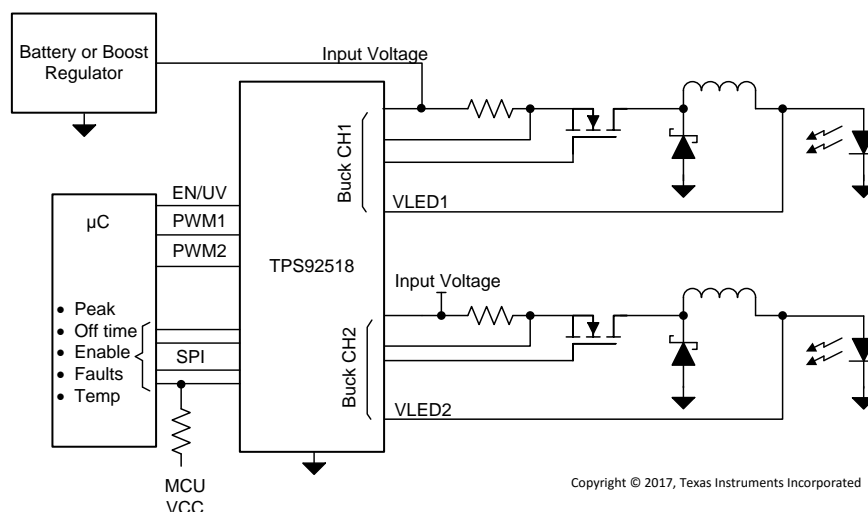 Battery or Boost
Regulator
Input Voltage
Buck CH1
VLED1
EN/UV
PWM1
PWM2
µC
TPS92518
Input Voltage
• Peak
• Off time
• Enable
• Faults
• Temp
SPI
Buck CH2
VLED2
MCU
VCC
Copyright © 2017, Texas Instruments Incorporated